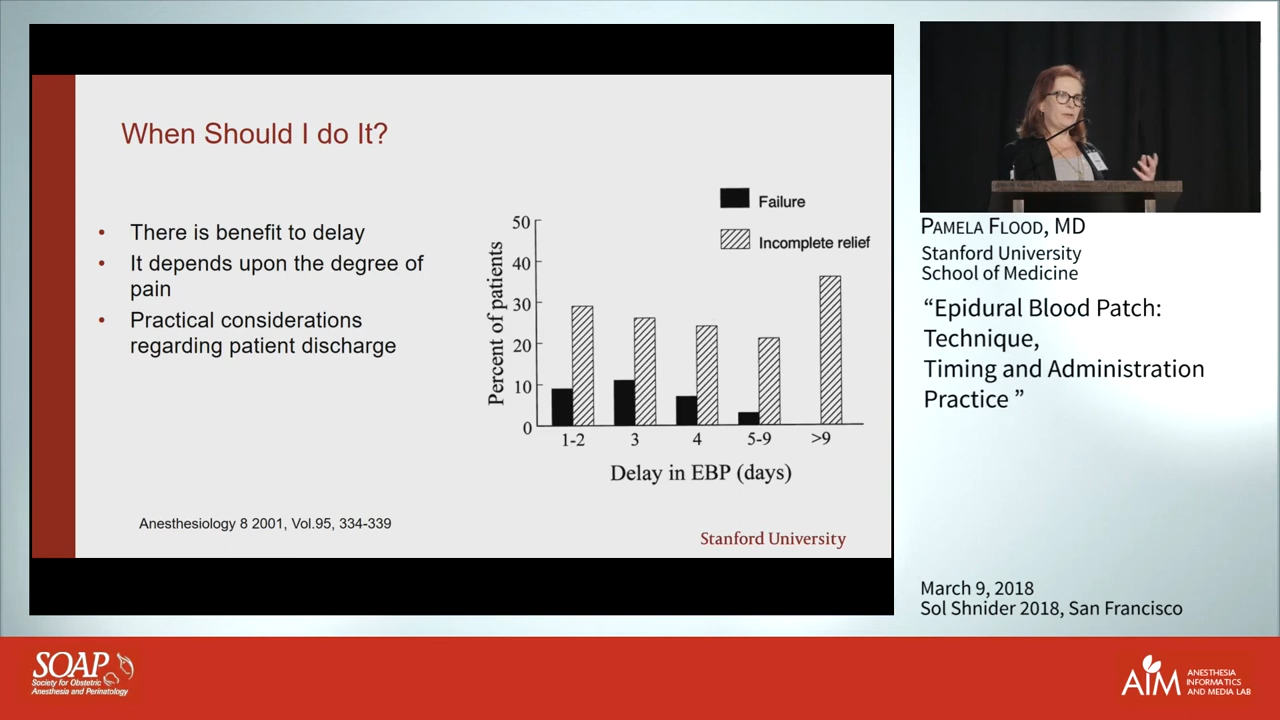 When Should I do It?
• There is benefit to delay
• It depends upon the degree of
pain
• Practical considerations
regarding patient discharge
Failure
Incomplete relief
Percent of patients
50
40
30
20
10
0
1-2 3 4 5-9 >9
Delay in EBP (days)
Anesthesiology 8 2001, Vol.95, 334-339
Stanford University
PAMELA FLOOD, MD
Stanford University
School of Medicine
“Epidural Blood Patch:
Technique,
Timing and Administration
Practice ”
March 9, 2018
Sol Shnider 2018, San Francisco
SOAP
Society for Obstetric
Anesthesia and Perinatology
AIM
ANESTHESIA
INFORMATICS
AND MEDIA LAB